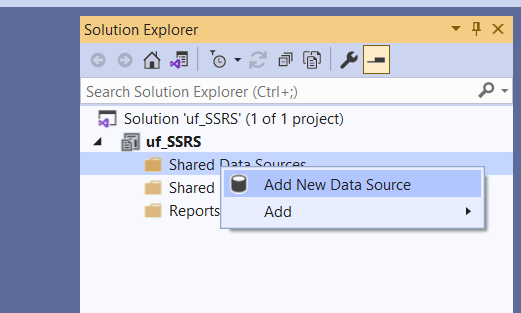 Solution Explorer
Search Solution Explorer (Ctrl+;)
Solution 'uf_SSRS' (1 of 1 project)
uf_SSRS
Shared Data Sources
Add New Data Source
Shared
Add
Reports